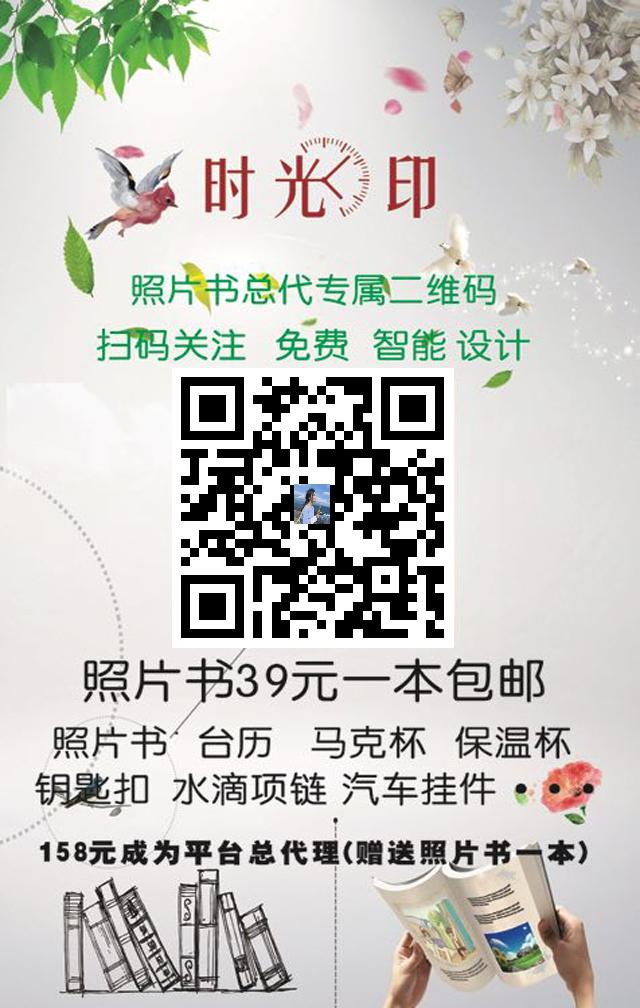 时光印
照片书总代专属二维码
扫码关注 免费 智能 设计
照片书39元一本包邮
照片书 台历 马克杯 保温杯
钥匙扣 水滴项链 汽车挂件
158元成为平台总代理(赠送照片书一本)